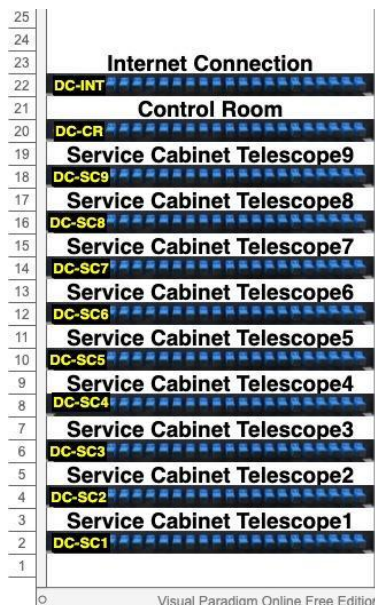 25
24
23 Internet Connection
22 DC-INT
21 Control Room
20 DC-CR
19 Service Cabinet Telescope9
18 DC-SC9
17 Service Cabinet Telescope8
16 DC-SC8
15 Service Cabinet Telescope7
14 DC-SC7
13 Service Cabinet Telescope6
12 DC-SC6
11 Service Cabinet Telescope5
10 DC-SC5
9 Service Cabinet Telescope4
8 DC-SC4
7 Service Cabinet Telescope3
6 DC-SC3
5 Service Cabinet Telescope2
4 DC-SC2
3 Service Cabinet Telescope1
2 DC-SC1
1
Visual Paradigm Online Free Edition